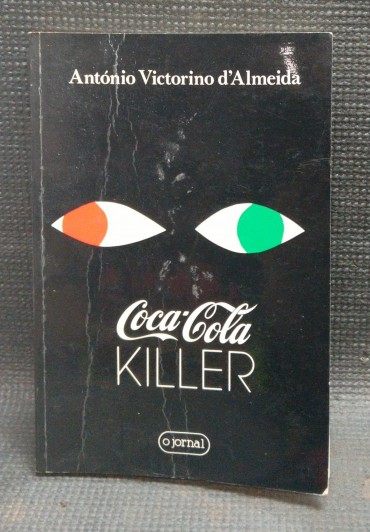 António Victorino d'Almeida
Coca-Cola
KILLER
o jornal